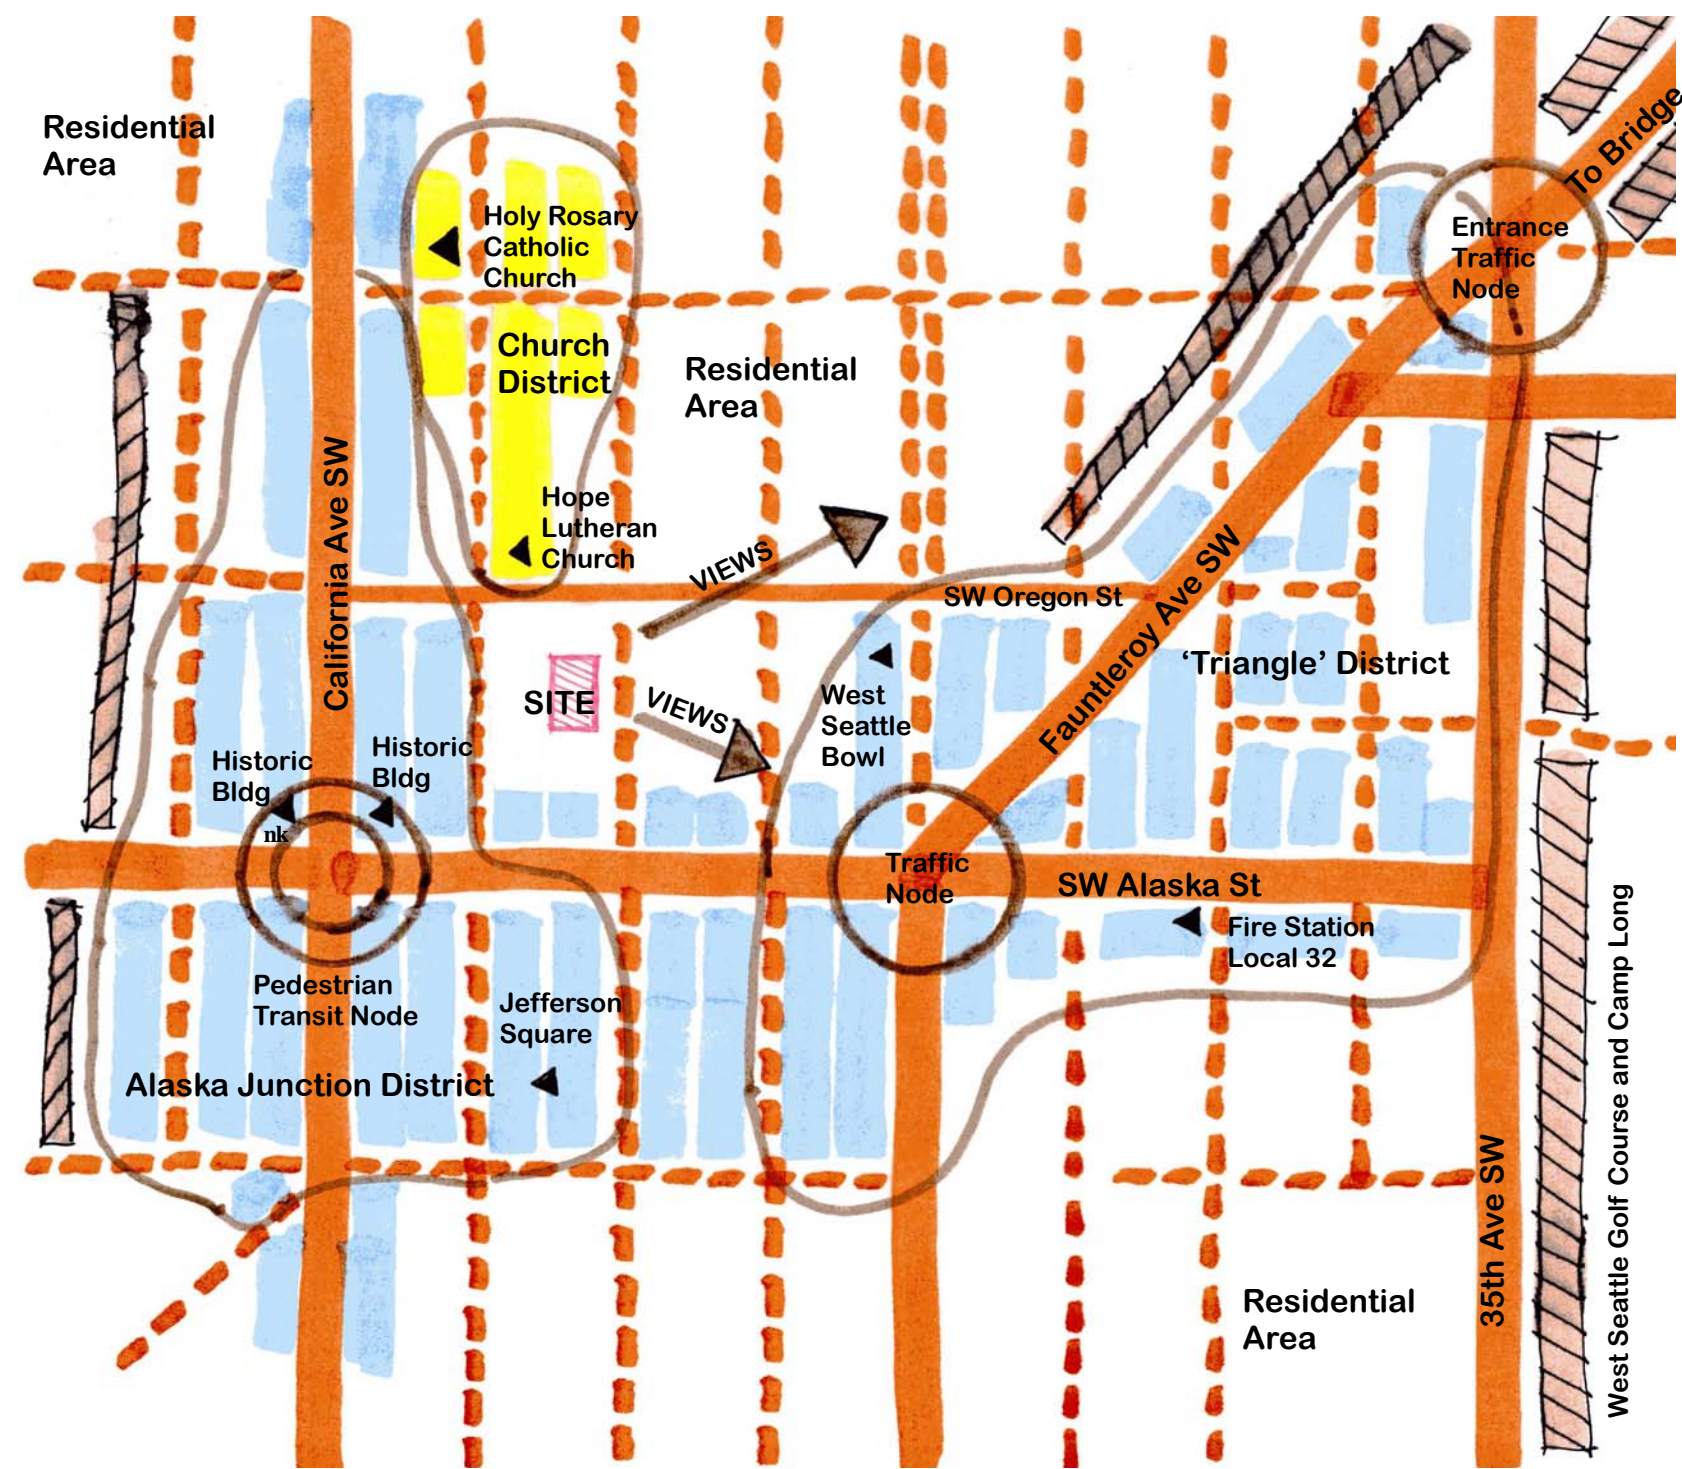 Residential
Area
To Bridge
Holy Rosary
Catholic
Church
Entrance
Traffic
Node
Church
District
Residential
Area
California Ave SW
Hope
Lutheran
Church
VIEWS
SW Oregon St
Fauntleroy Ave SW
'Triangle' District
SITE
VIEWS
West
Seattle
Bowl
Historic
Bldg
Historic
Bldg
nk
Traffic
Node
SW Alaska St
Fire Station
Local 32
Pedestrian
Transit Node
Jefferson
Square
Alaska Junction District
West Seattle Golf Course and Camp Long
35th Ave SW
Residential
Area